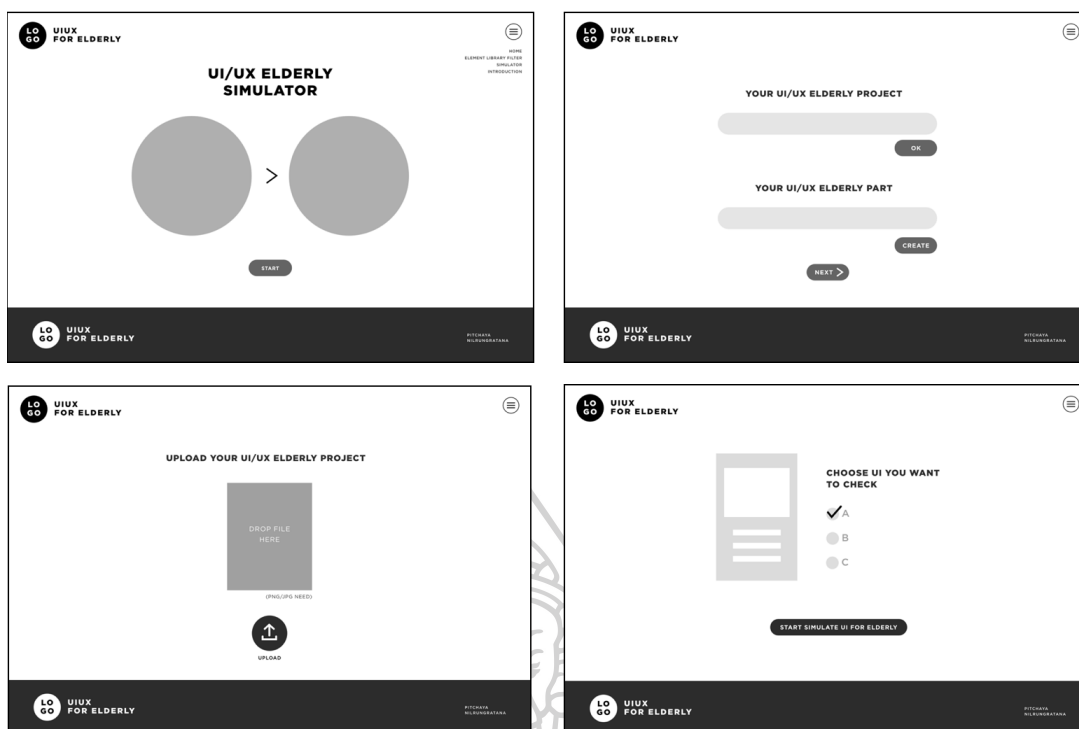 LO
GO
UIUX
FOR ELDERLY
HOME
ELEMENT LIBRARY FILTER
SIMULATOR
INTRODUCTION
UI/UX ELDERLY
SIMULATOR
START
LO
GO
UIUX
FOR ELDERLY
PITCHAYA
NILRUNGRATANA
LO
GO
UIUX
FOR ELDERLY
YOUR UI/UX ELDERLY PROJECT
OK
YOUR UI/UX ELDERLY PART
CREATE
NEXT >
LO
GO
UIUX
FOR ELDERLY
PITCHAYA
NILRUNGRATANA
LO
GO
UIUX
FOR ELDERLY
UPLOAD YOUR UI/UX ELDERLY PROJECT
DROP FILE
HERE
(PNG/JPG NEED)
UPLOAD
LO
GO
UIUX
FOR ELDERLY
PITCHAYA
NILRUNGRATANA
LO
GO
UIUX
FOR ELDERLY
CHOOSE UI YOU WANT
TO CHECK
A
B
C
START SIMULATE UI FOR ELDERLY
LO
GO
UIUX
FOR ELDERLY
PITCHAYA
NILRUNGRATANA